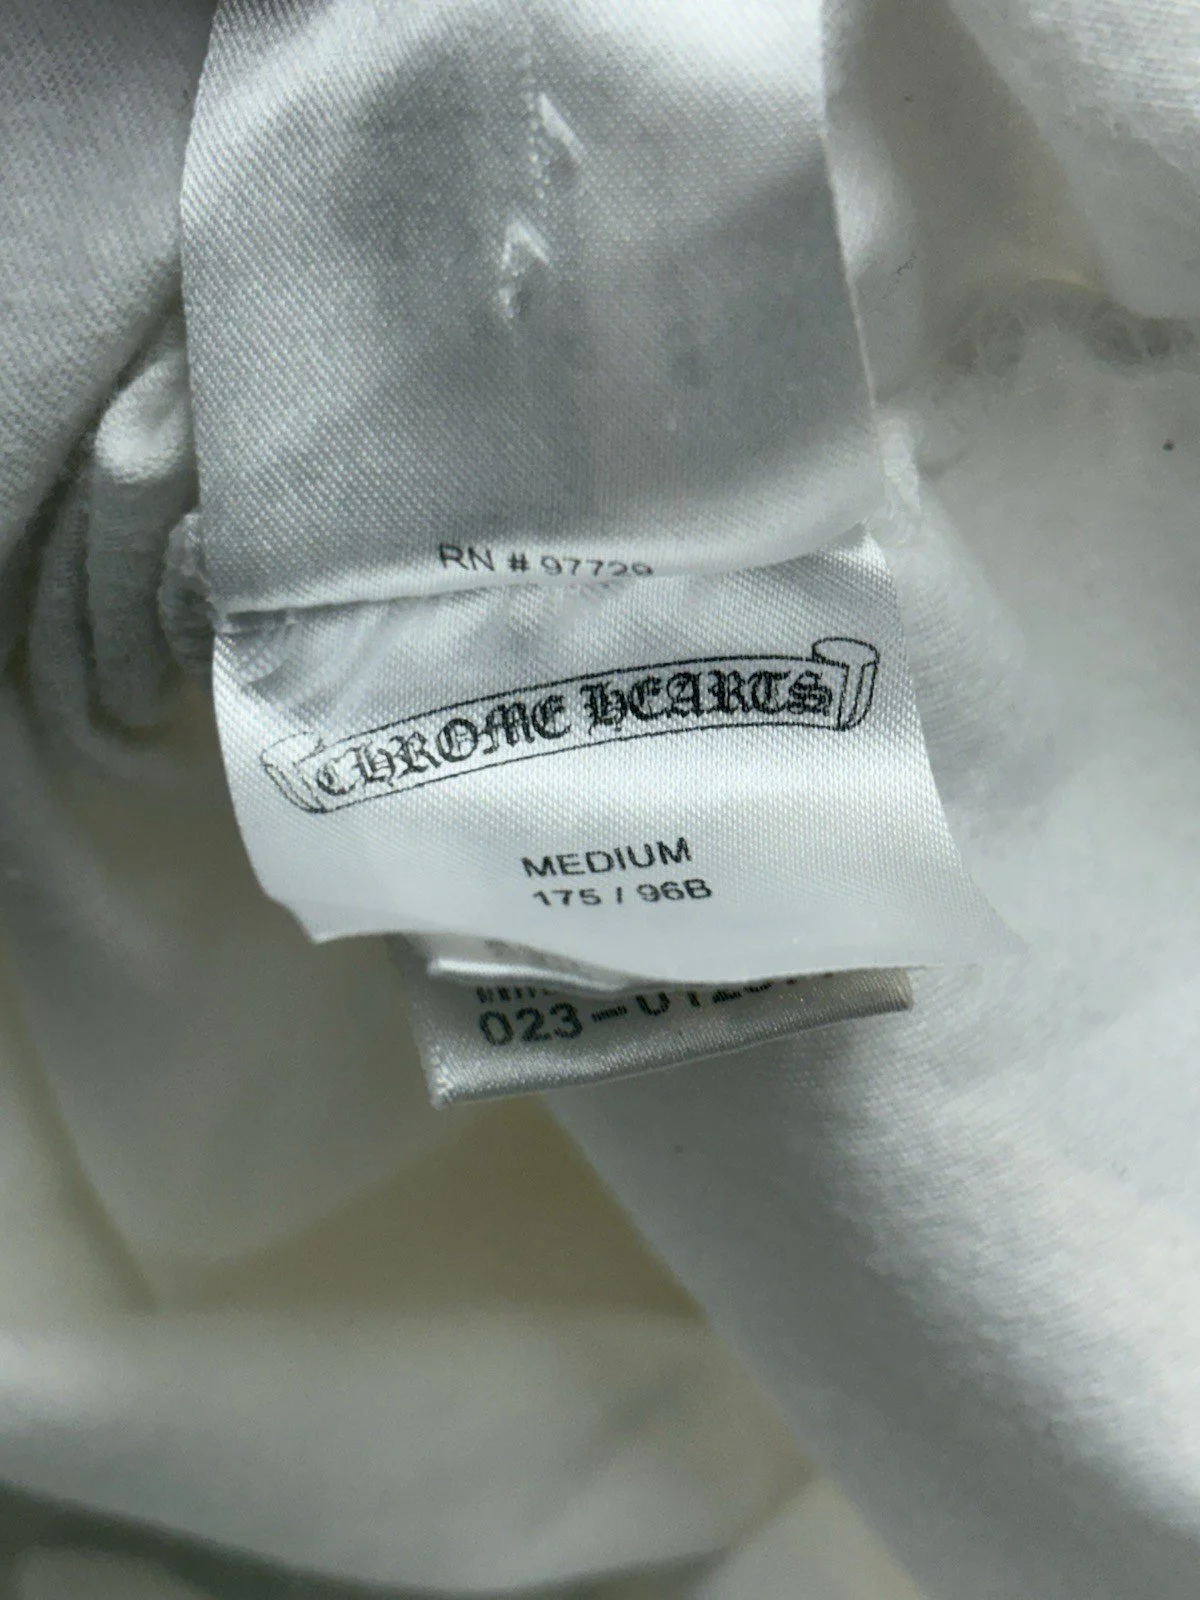 RN # 97729
CHROME HEARTS
MEDIUM
175 / 96B
023-